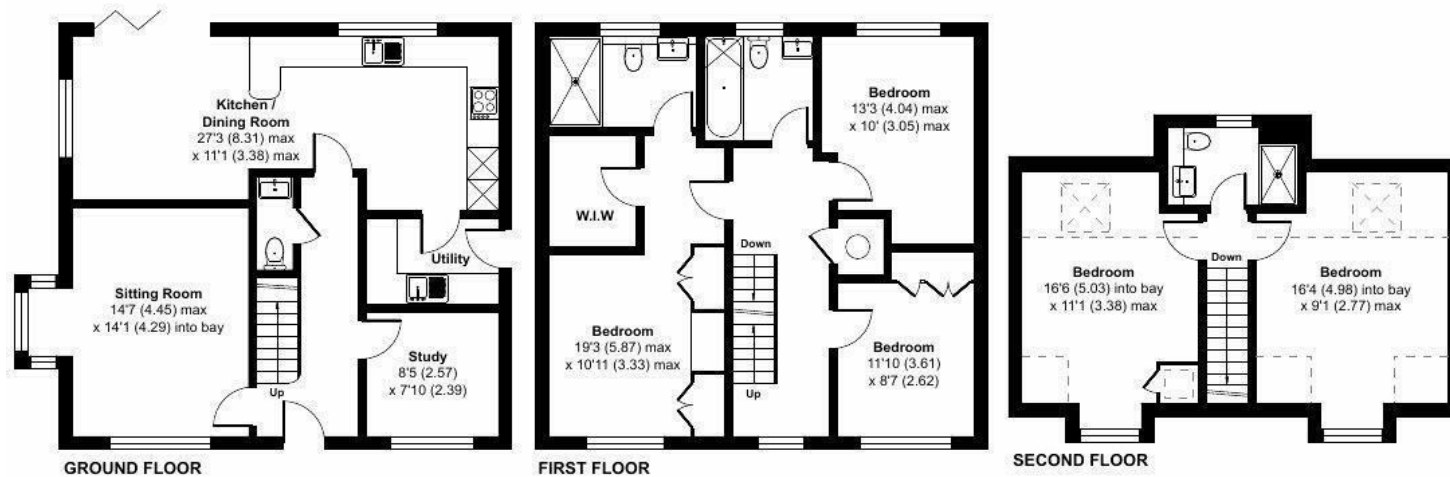 Kitchen /
Dining Room
27'3 (8.31) max
x 11'1 (3.38) max
Utility
Sitting Room
14'7 (4.45) max
x 14'1 (4.29) into bay
Study
8'5 (2.57)
x 7'10 (2.39)
Up
GROUND FLOOR
Bedroom
13'3 (4.04) max
x 10' (3.05) max
W.I.W
Down
Bedroom
19'3 (5.87) max
x 10'11 (3.33) max
Bedroom
11'10 (3.61)
x 8'7 (2.62)
Up
FIRST FLOOR
Down
Bedroom
16'6 (5.03) into bay
x 11'1 (3.38) max
Bedroom
16'4 (4.98) into bay
x 9'1 (2.77) max
SECOND FLOOR